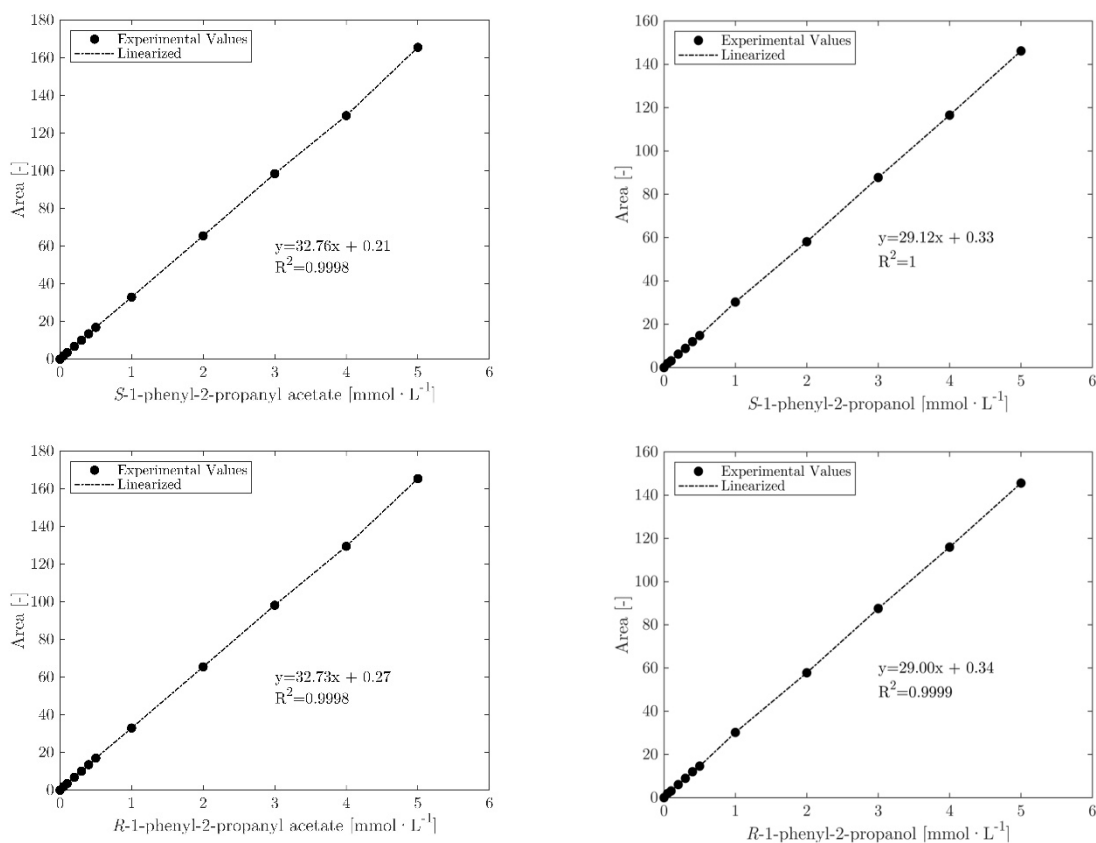 180
160
140
120
100
80
60
40
20
0
Area [-]
Experimental Values
Linearized
y=32.76x + 0.21
R²=0.9998
0 1 2 3 4 5 6
S-1-phenyl-2-propanyl acetate [mmol · L⁻¹]
160
140
120
100
80
60
40
20
0
Area [-]
Experimental Values
Linearized
y=29.12x + 0.33
R²=1
0 1 2 3 4 5 6
S-1-phenyl-2-propanol [mmol · L⁻¹]
180
160
140
120
100
80
60
40
20
0
Area [-]
Experimental Values
Linearized
y=32.73x + 0.27
R²=0.9998
0 1 2 3 4 5 6
R-1-phenyl-2-propanyl acetate [mmol · L⁻¹]
160
140
120
100
80
60
40
20
0
Area [-]
Experimental Values
Linearized
y=29.00x + 0.34
R²=0.9999
0 1 2 3 4 5 6
R-1-phenyl-2-propanol [mmol · L⁻¹]